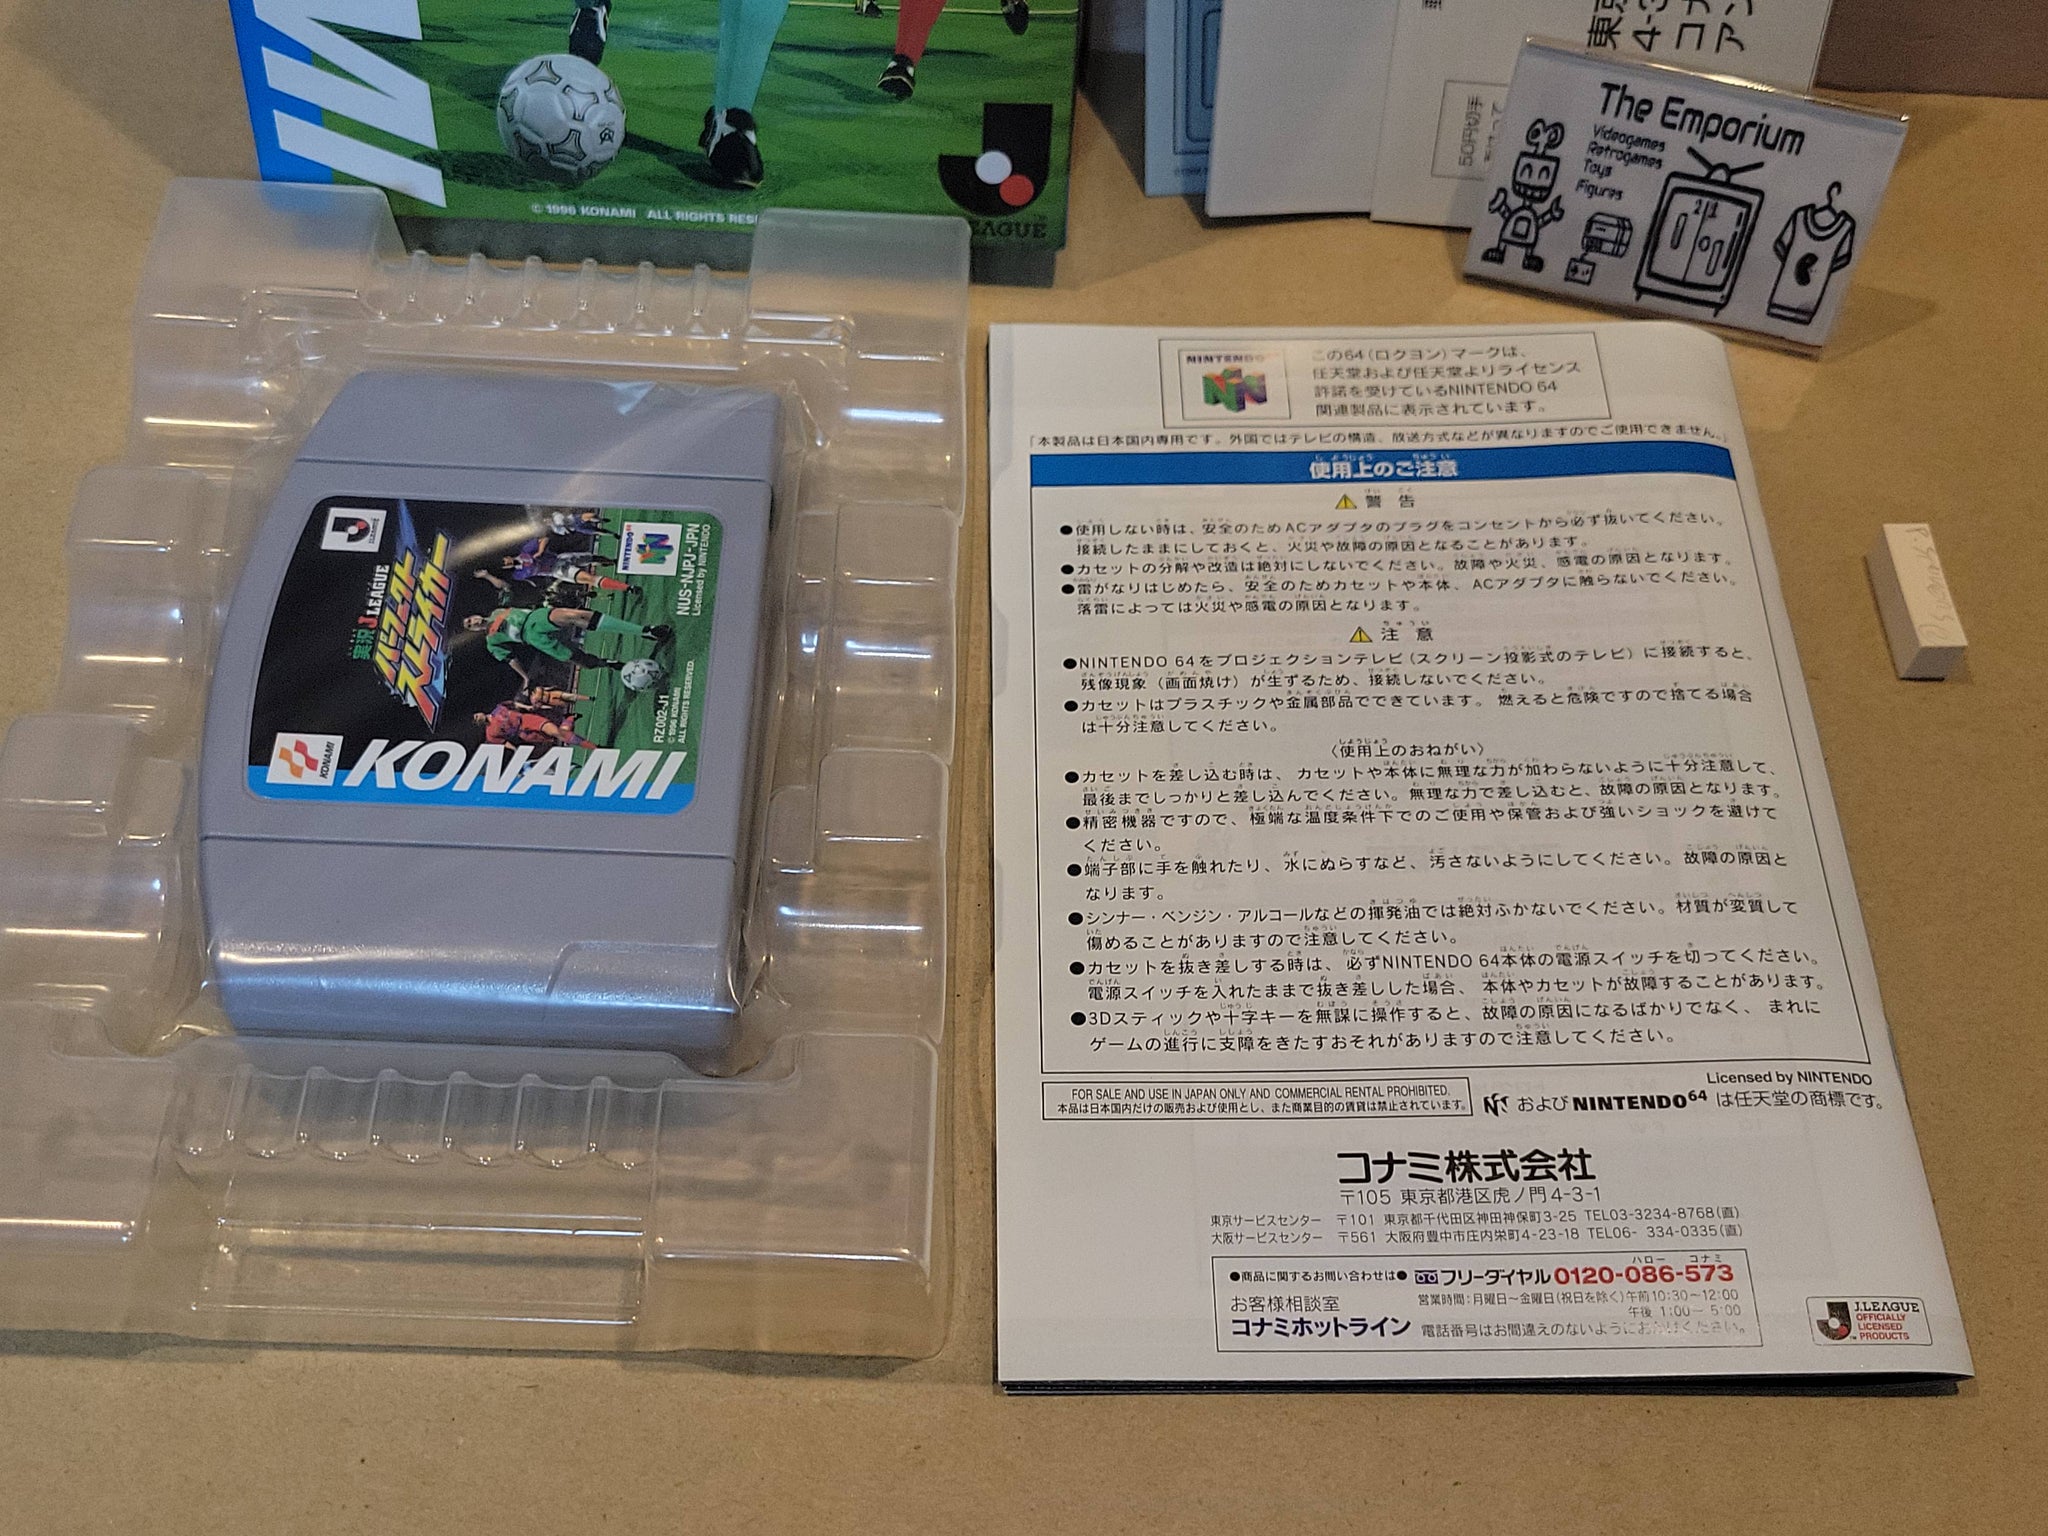 © 1996 KONAMI ALL RIGHTS RES
LEAGUE
東京
4-3
コナ
アン
50円切手
The Emporium
Videogames
Retrogames
Toys
Figures
21
J.LEAGUE
実況 J.LEAGUE
パーフェクト
ストライカー
NINTENDO64
NUS-NJPJ-JPN
Licensed by NINTENDO
RZ002-J1
© 1996 KONAMI
ALL RIGHTS RESERVED.
KONAMI
KONAMI
NINTENDO64
この64(ロクヨン)マークは、
任天堂および任天堂よりライセンス
許諾を受けているNINTENDO 64
関連製品に表示されています。
「本製品は日本国内専用です。外国ではテレビの構造、放送方式などが異なりますのでご使用できません。」
使用上のご注意
警告
●使用しない時は、安全のためACアダプタのプラグをコンセントから必ず抜いてください。
接続したままにしておくと、火災や故障の原因となることがあります。
●カセットの分解や改造は絶対にしないでください。故障や火災、感電の原因となります。
●雷がなりはじめたら、安全のためカセットや本体、ACアダプタに触らないでください。
落雷によっては火災や感電の原因となります。
注意
●NINTENDO 64をプロジェクションテレビ(スクリーン投影式のテレビ)に接続すると、
残像現象(画面焼け)が生ずるため、接続しないでください。
●カセットはプラスチックや金属部品でできています。燃えると危険ですので捨てる場合
は十分注意してください。
〈使用上のおねがい〉
●カセットを差し込む時は、カセットや本体に無理な力が加わらないように十分注意して、
最後までしっかりと差し込んでください。無理な力で差し込むと、故障の原因となります。
●精密機器ですので、極端な温度条件下でのご使用や保管および強いショックを避けて
ください。
●端子部に手を触れたり、水にぬらすなど、汚さないようにしてください。故障の原因と
なります。
●シンナー・ベンジン・アルコールなどの揮発油では絶対ふかないでください。材質が変質して
傷めることがありますので注意してください。
●カセットを抜き差しする時は、必ずNINTENDO 64本体の電源スイッチを切ってください。
電源スイッチを入れたままで抜き差しした場合、本体やカセットが故障することがあります。
●3Dスティックや十字キーを無謀に操作すると、故障の原因になるばかりでなく、まれに
ゲームの進行に支障をきたすおそれがありますので注意してください。
FOR SALE AND USE IN JAPAN ONLY AND COMMERCIAL RENTAL PROHIBITED.
本品は日本国内だけの販売および使用とし、また商業目的の賃貸は禁止されています。
Licensed by NINTENDO
および NINTENDO64 は任天堂の商標です。
コナミ株式会社
〒105 東京都港区虎ノ門4-3-1
東京サービスセンター 〒101 東京都千代田区神田神保町3-25 TEL03-3234-8768(直)
大阪サービスセンター 〒561 大阪府豊中市庄内栄町4-23-18 TEL06-334-0335(直)
ハロー コナミ
●商品に関するお問い合わせは● フリーダイヤル0120-086-573
お客様相談室 営業時間:月曜日～金曜日(祝日を除く)午前10:30～12:00
午後 1:00～5:00
コナミホットライン 電話番号はお間違えのないようにおかけください。
J.LEAGUE
OFFICIALLY
LICENSED
PRODUCTS